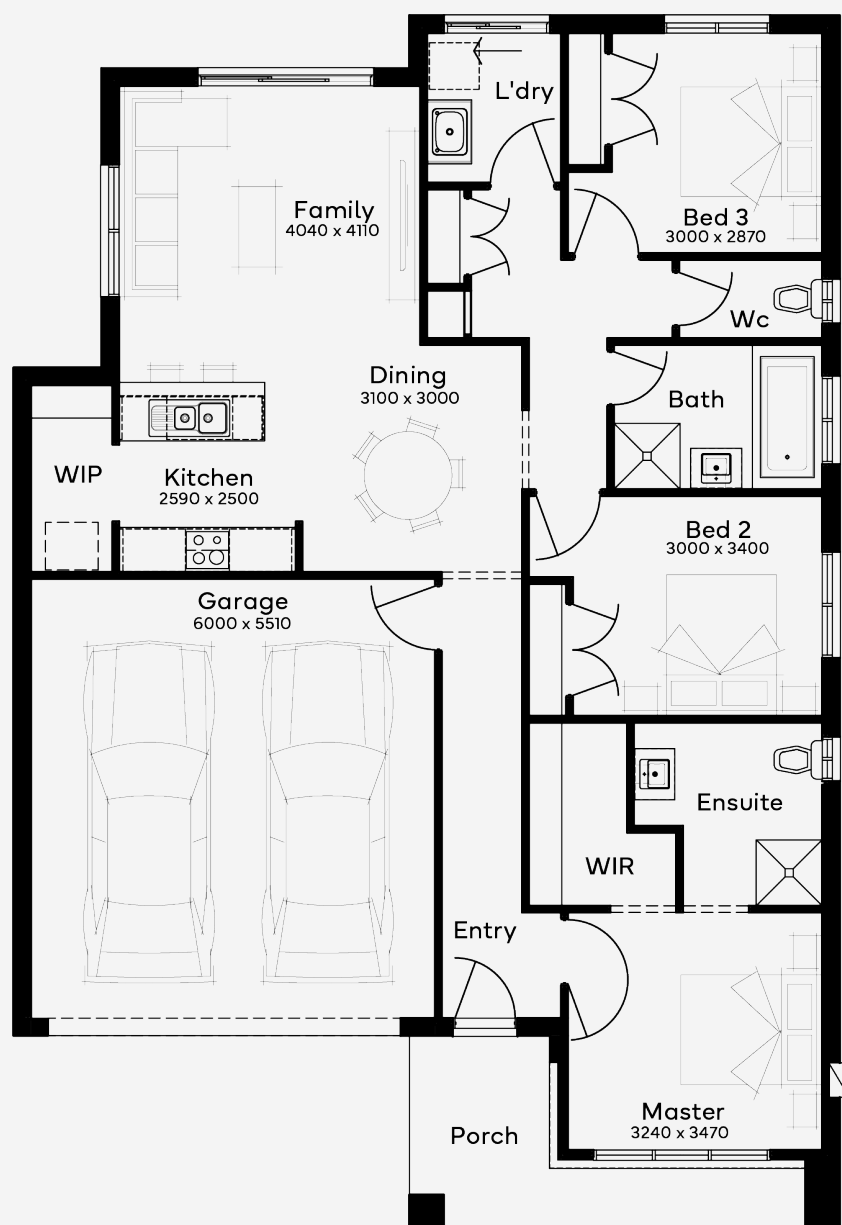 L'dry
Family
4040 x 4110
Bed 3
3000 x 2870
Wc
Dining
3100 x 3000
Bath
WIP
Kitchen
2590 x 2500
Bed 2
3000 x 3400
Garage
6000 x 5510
Ensuite
WIR
Entry
Master
3240 x 3470
Porch